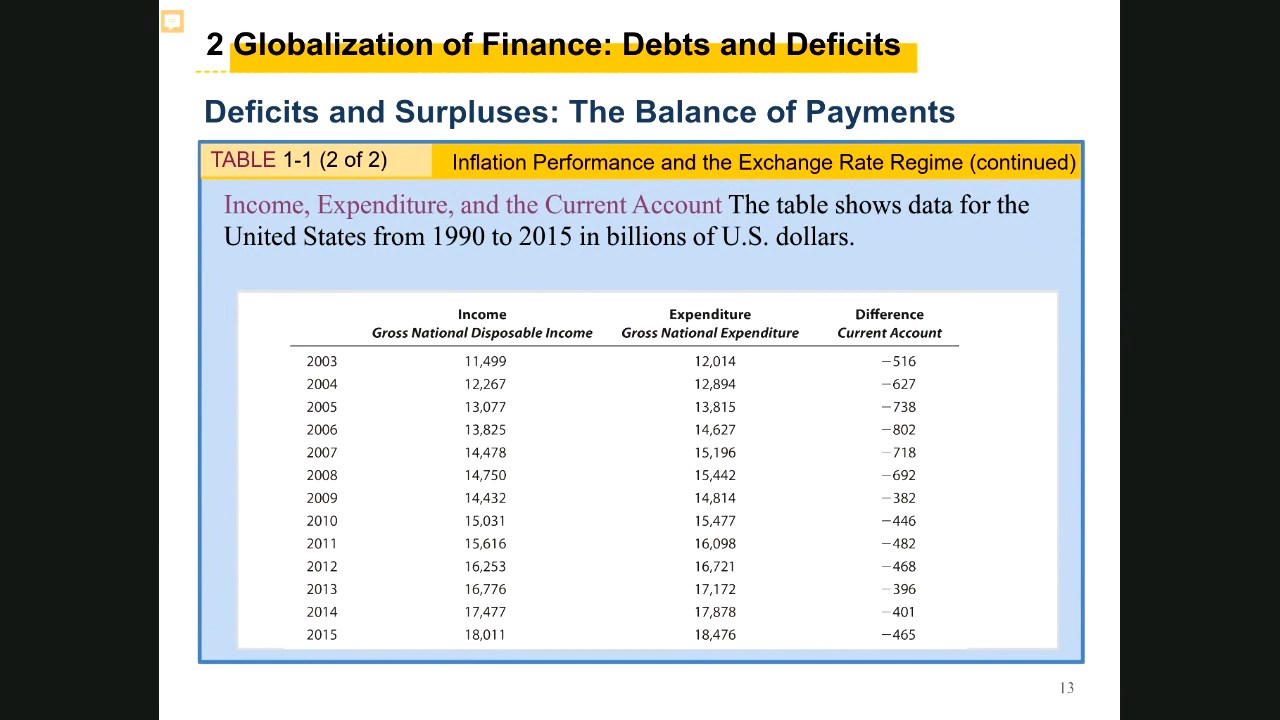 2 Globalization of Finance: Debts and Deficits
Deficits and Surpluses: The Balance of Payments
TABLE 1-1 (2 of 2) Inflation Performance and the Exchange Rate Regime (continued)
Income, Expenditure, and the Current Account The table shows data for the
United States from 1990 to 2015 in billions of U.S. dollars.
Income Expenditure Difference
Gross National Disposable Income Gross National Expenditure Current Account
2003 11,499 12,014 −516
2004 12,267 12,894 −627
2005 13,077 13,815 −738
2006 13,825 14,627 −802
2007 14,478 15,196 −718
2008 14,750 15,442 −692
2009 14,432 14,814 −382
2010 15,031 15,477 −446
2011 15,616 16,098 −482
2012 16,253 16,721 −468
2013 16,776 17,172 −396
2014 17,477 17,878 −401
2015 18,011 18,476 −465
13